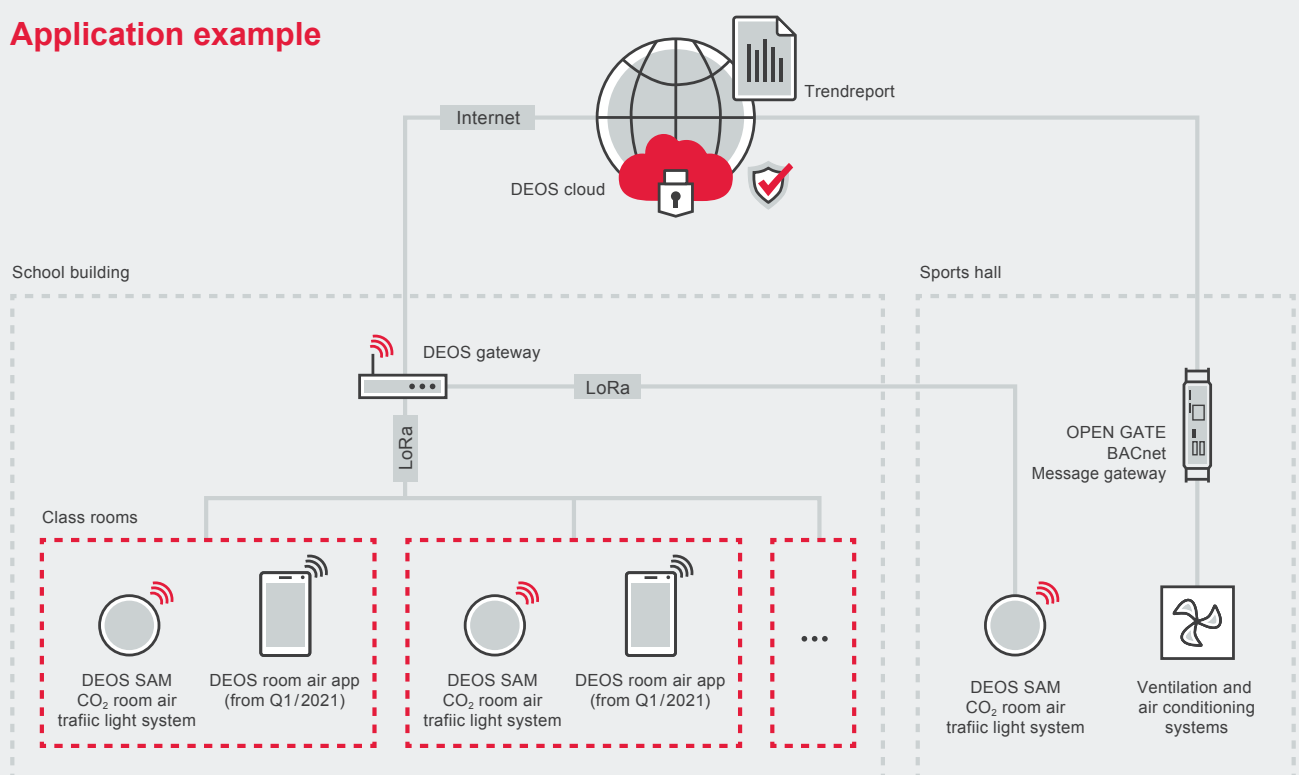 Application example
Trendreport
Internet
DEOS cloud
School building
Sports hall
DEOS gateway
LoRa
LoRa
OPEN GATE
BACnet
Message gateway
Class rooms
DEOS SAM
CO₂ room air
trafiic light system
DEOS room air app
(from Q1/2021)
DEOS SAM
CO₂ room air
trafiic light system
DEOS room air app
(from Q1/2021)
...
DEOS SAM
CO₂ room air
trafiic light system
Ventilation and
air conditioning
systems